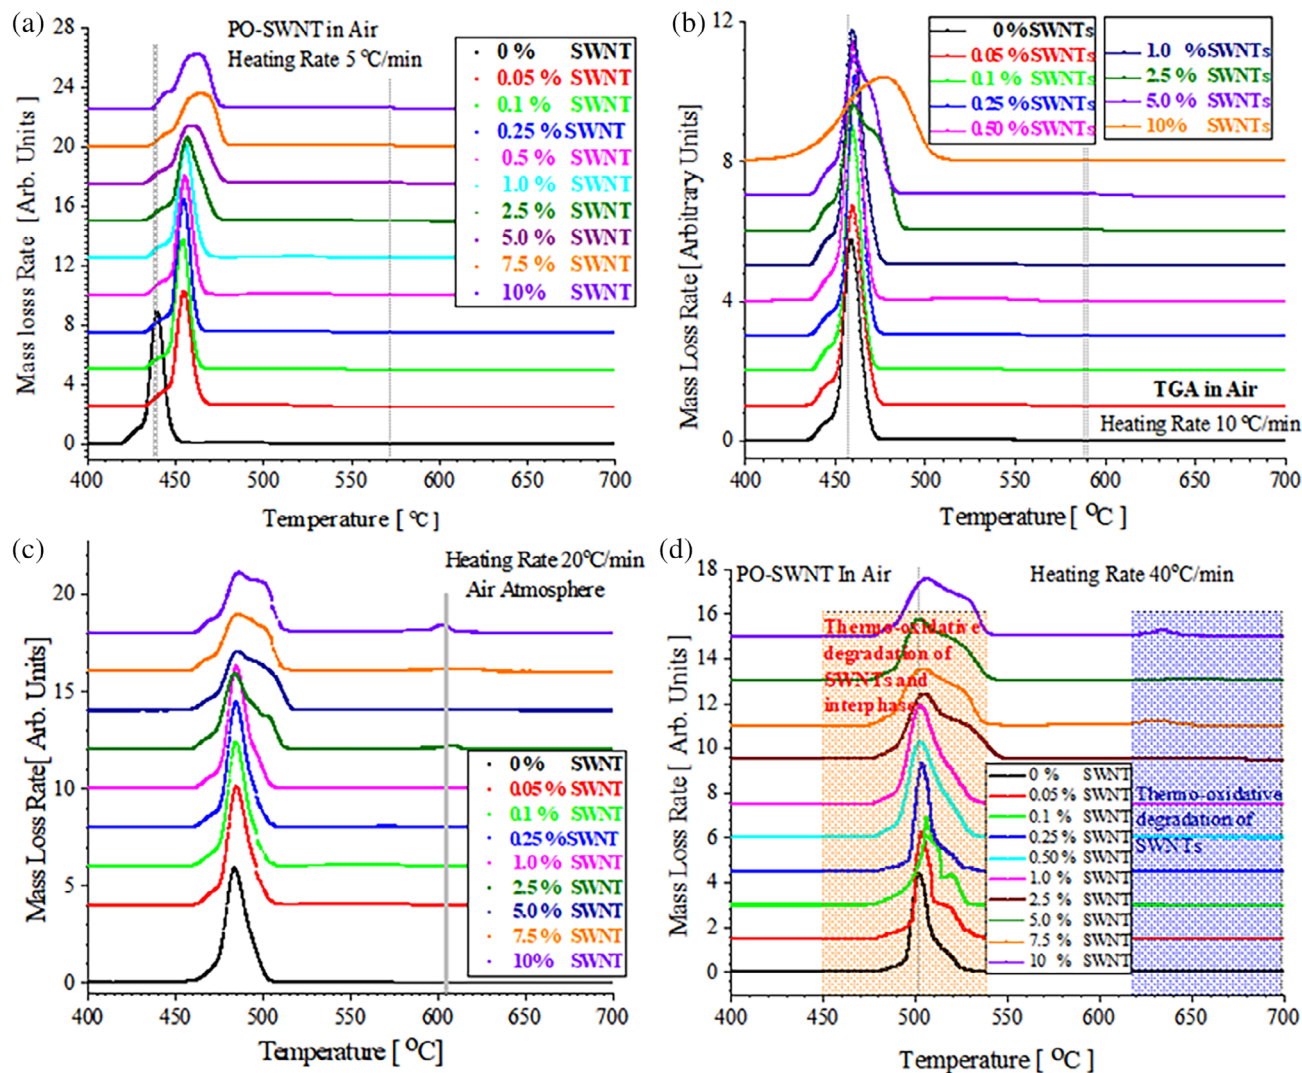 (a)
PO-SWNT in Air
Heating Rate 5 ℃/min
0 % SWNT
0.05 % SWNT
0.1 % SWNT
0.25 % SWNT
0.5 % SWNT
1.0 % SWNT
2.5 % SWNT
5.0 % SWNT
7.5 % SWNT
10% SWNT
28
24
20
16
12
8
4
0
Mass losss Rate [Arb. Units]
400 450 500 550 600 650 700
Temperature [ ℃ ]
(b)
0 % SWNTs
0.05 % SWNTs
0.1 % SWNTs
0.25 % SWNTs
0.50 % SWNTs
1.0 % SWNTs
2.5 % SWNTs
5.0 % SWNTs
10% SWNTs
12
8
4
0
Mass Loss Rate [ Arbitrary Units]
TGA in Air
Heating Rate 10 ℃/min
400 450 500 550 600 650 700
Temperature [ ºC ]
(c)
Heating Rate 20ºC/min
Air Atmosphere
20
15
10
5
0
Mass Loss Rate[ Arb. Units]
0 % SWNT
0.05 % SWNT
0.1 % SWNT
0.25 % SWNT
1.0 % SWNT
2.5 % SWNT
5.0 % SWNT
7.5 % SWNT
10% SWNT
400 450 500 550 600 650 700
Temperature [ ºC]
(d)
PO-SWNT In Air
Heating Rate 40ºC/min
18
16
14
12
10
8
6
4
2
0
Mass Loss Rate [ Arb. Units]
Thermo-oxidative
degradation of
SWNTs and
interphase
0 % SWNT
0.05 % SWNT
0.1 % SWNT
0.25 % SWNT
0.50 % SWNT
1.0 % SWNT
2.5 % SWNT
5.0 % SWNT
7.5 % SWNT
10 % SWNT
Thermo-oxidative
degradation of
SWNTs
400 450 500 550 600 650 700
Temperature [ ºC ]